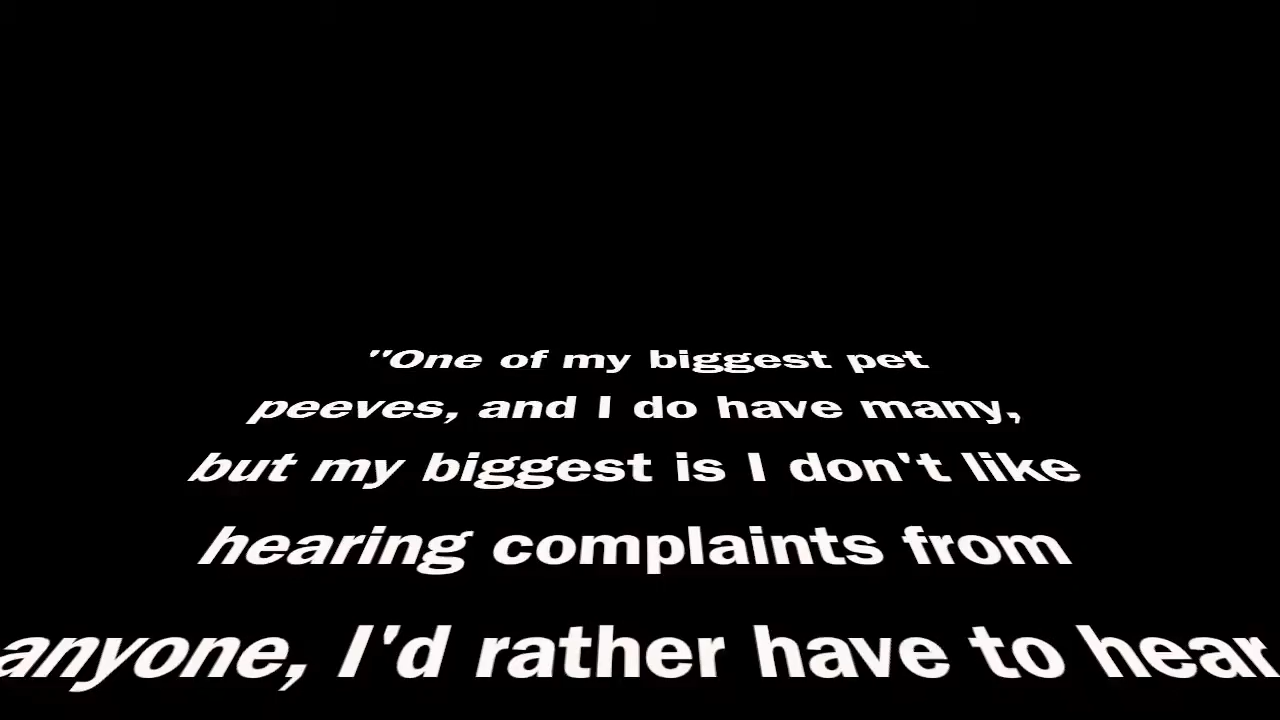 "One of my biggest pet
peeves, and I do have many,
but my biggest is I don't like
hearing complaints from
anyone, I'd rather have to hear